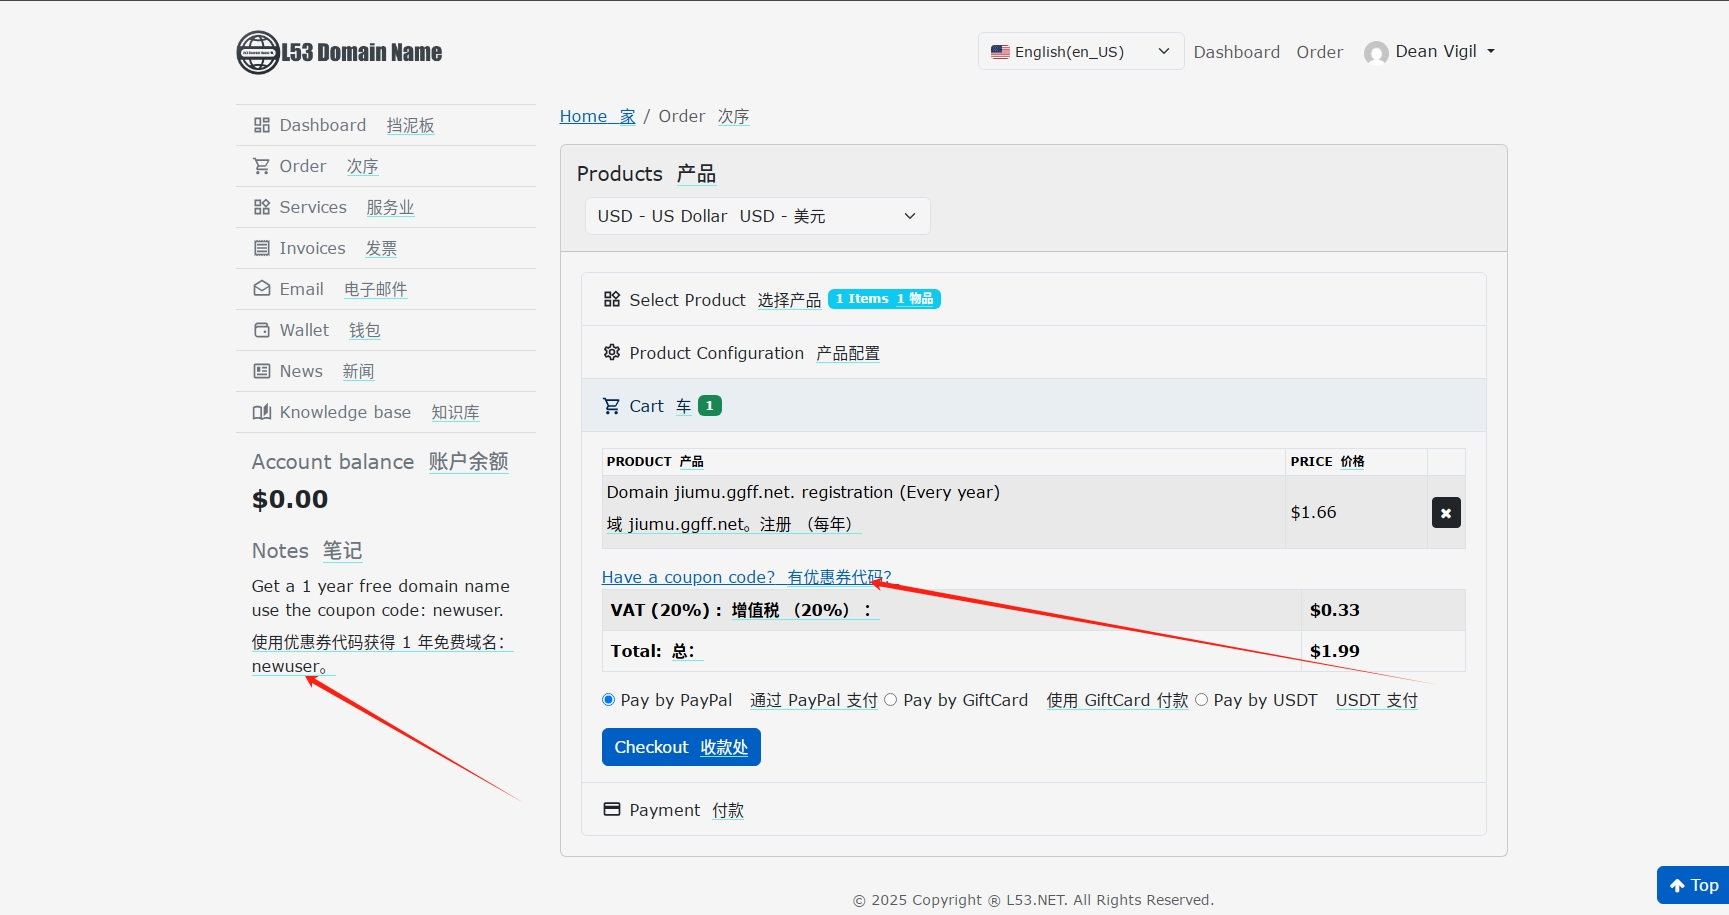 L53 Domain Name
English(en_US)
Dashboard
Order
Dean Vigil
Dashboard 挡泥板
Order 次序
Services 服务业
Invoices 发票
Email 电子邮件
Wallet 钱包
News 新闻
Knowledge base 知识库
Account balance 账户余额
$0.00
Notes 笔记
Get a 1 year free domain name
use the coupon code: newuser.
使用优惠券代码获得 1 年免费域名：
newuser。
Home 家 / Order 次序
Products 产品
USD - US Dollar USD - 美元
Select Product 选择产品 1 Items 1 物品
Product Configuration 产品配置
Cart 车 1
PRODUCT 产品 PRICE 价格
Domain jiumu.ggff.net. registration (Every year)
域 jiumu.ggff.net。注册 （每年）
$1.66
Have a coupon code? 有优惠券代码？
VAT (20%) : 增值税 （20%）： $0.33
Total: 总： $1.99
Pay by PayPal 通过 PayPal 支付 Pay by GiftCard 使用 GiftCard 付款 Pay by USDT USDT 支付
Checkout 收款处
Payment 付款
© 2025 Copyright ® L53.NET. All Rights Reserved.
Top